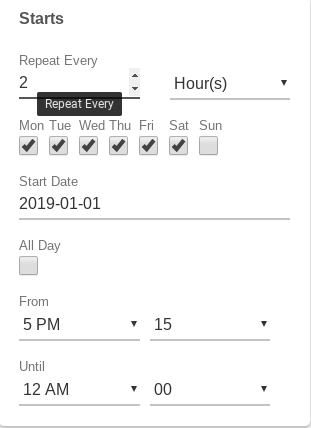 Starts
Repeat Every
2 Hour(s)
Repeat Every
Mon Tue Wed Thu Fri Sat Sun
Start Date
2019-01-01
All Day
From
5 PM 15
Until
12 AM 00